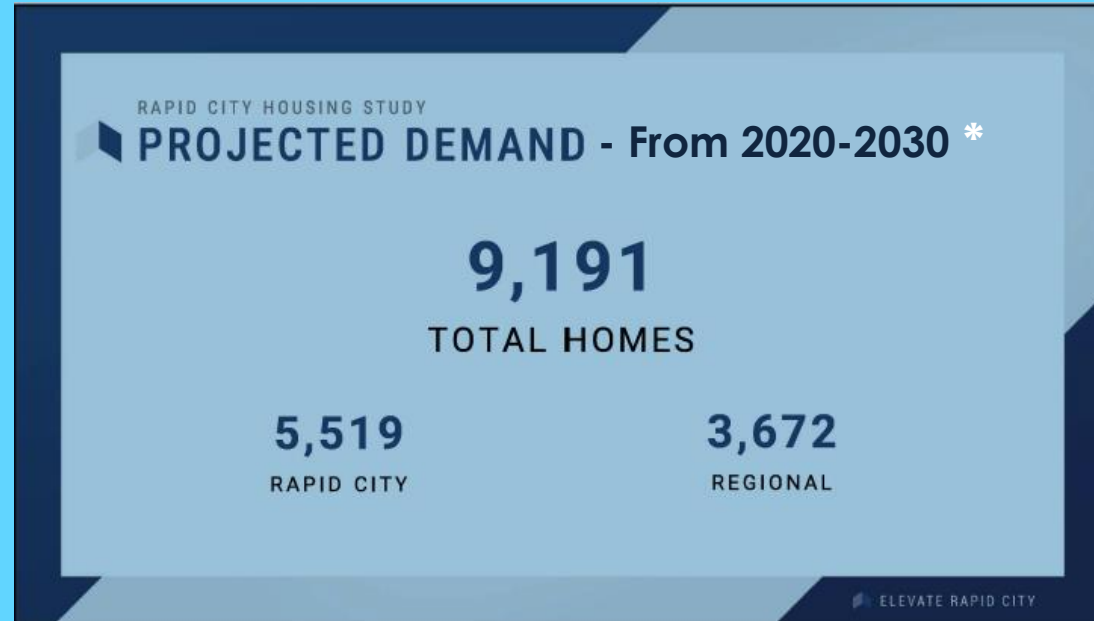 RAPID CITY HOUSING STUDY
PROJECTED DEMAND - From 2020-2030 *
9,191
TOTAL HOMES
5,519
RAPID CITY
3,672
REGIONAL
ELEVATE RAPID CITY